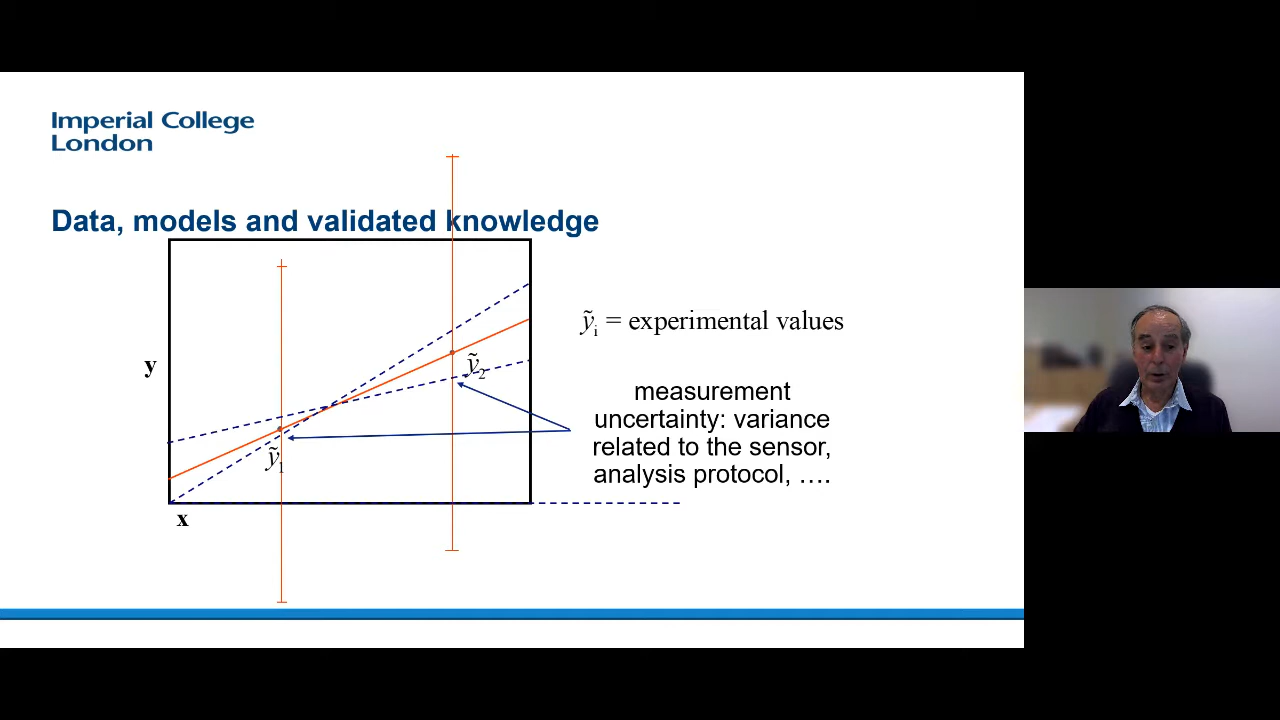 Imperial College
London
Data, models and validated knowledge
ỹi = experimental values
y
ỹ2
measurement
uncertainty: variance
related to the sensor,
analysis protocol, ….
ỹ1
x